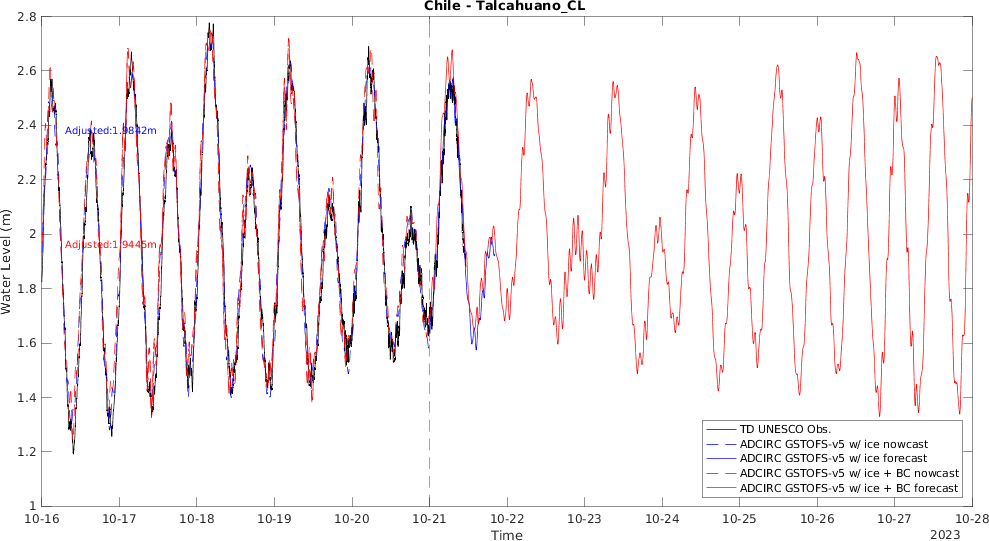 Chile - Talcahuano_CL
2.8
2.6
2.4
2.2
2
1.8
1.6
1.4
1.2
1
Water Level (m)
Adjusted:1.9842m
Adjusted:1.9445m
TD UNESCO Obs.
ADCIRC GSTOFS-v5 w/ ice nowcast
ADCIRC GSTOFS-v5 w/ ice forecast
ADCIRC GSTOFS-v5 w/ ice + BC nowcast
ADCIRC GSTOFS-v5 w/ ice + BC forecast
10-16 10-17 10-18 10-19 10-20 10-21 10-22 10-23 10-24 10-25 10-26 10-27 10-28
Time
2023